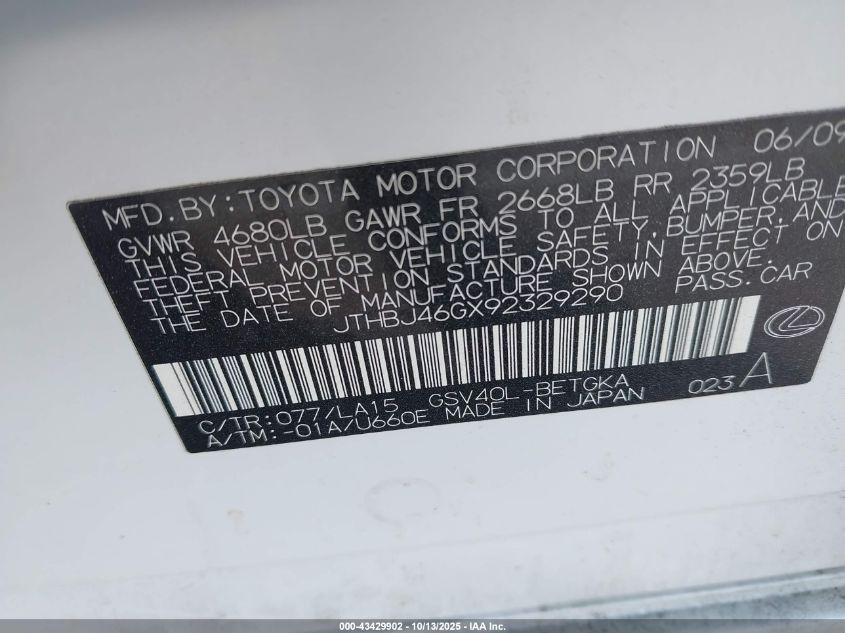 MFD. BY: TOYOTA MOTOR CORPORATION 06/09
GVWR 4680LB GAWR FR 2668LB RR 2359LB
THIS VEHICLE CONFORMS TO ALL APPLICABLE
FEDERAL MOTOR VEHICLE SAFETY, BUMPER, AND
THEFT PREVENTION STANDARDS IN EFFECT ON
THE DATE OF MANUFACTURE SHOWN ABOVE.
JTHBJ46GX92329290 PASS. CAR
C/TR: 077/LA15 GSV40L-BETGKA 023A
A/TM: -01A/U660E MADE IN JAPAN
000-43429902 - 10/13/2025 - IAA Inc.